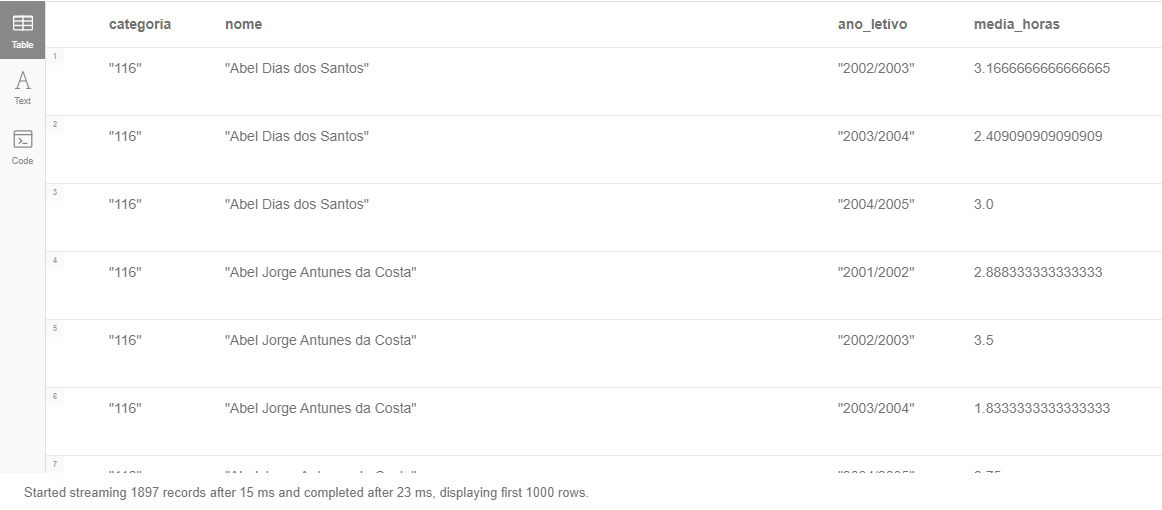 categoria nome ano_letivo media_horas
Table
1 "116" "Abel Dias dos Santos" "2002/2003" 3.1666666666666665
Text
2 "116" "Abel Dias dos Santos" "2003/2004" 2.409090909090909
Code
3 "116" "Abel Dias dos Santos" "2004/2005" 3.0
4 "116" "Abel Jorge Antunes da Costa" "2001/2002" 2.888333333333333
5 "116" "Abel Jorge Antunes da Costa" "2002/2003" 3.5
6 "116" "Abel Jorge Antunes da Costa" "2003/2004" 1.8333333333333333
7
Started streaming 1897 records after 15 ms and completed after 23 ms, displaying first 1000 rows.